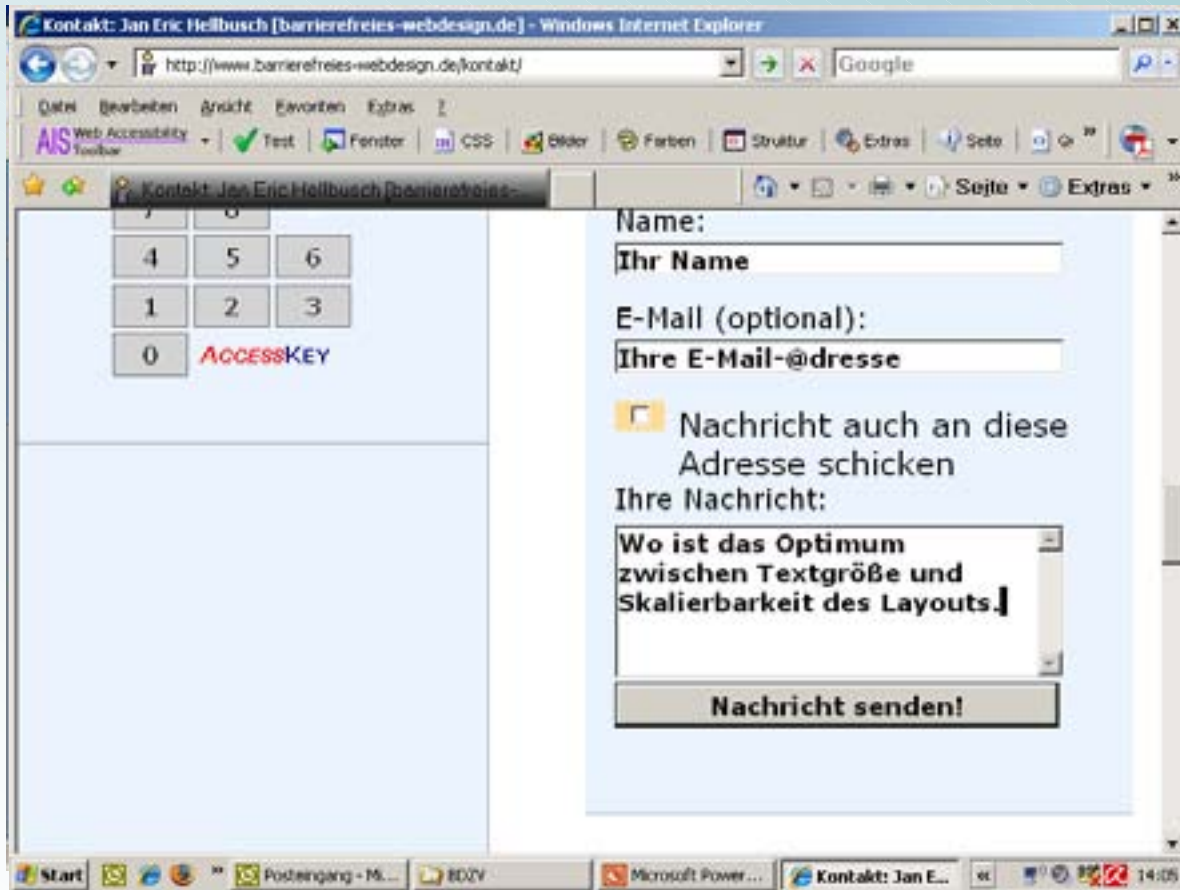 Kontakt: Jan Eric Hellbusch [barrierefreies-webdesign.de] - Windows Internet Explorer
http://www.barrierefreies-webdesign.de/kontakt/
Google
Datei Bearbeiten Ansicht Favoriten Extras ?
AIS Web Accessibility Toolbar Test Fenster CSS Bilder Farben Struktur Extras Seite
Kontakt: Jan Eric Hellbusch [barrierefreies-...
Seite Extras
7 8
4 5 6
1 2 3
0 ACCESSKEY
Name:
Ihr Name
E-Mail (optional):
Ihre E-Mail-@dresse
Nachricht auch an diese
Adresse schicken
Ihre Nachricht:
Wo ist das Optimum
zwischen Textgröße und
Skalierbarkeit des Layouts.
Nachricht senden!
Start Posteingang - Mi... BDZV Microsoft Power... Kontakt: Jan E... 14:05